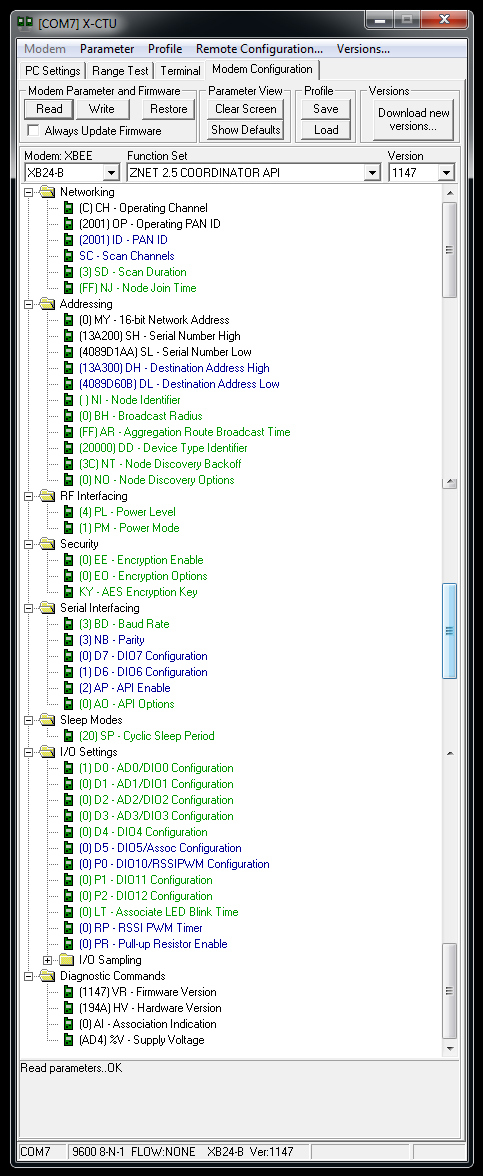 [COM7] X-CTU
Modem Parameter Profile Remote Configuration... Versions...
PC Settings Range Test Terminal Modem Configuration
Modem Parameter and Firmware Parameter View Profile Versions
Read Write Restore Clear Screen Save Download new versions...
Always Update Firmware Show Defaults Load
Modem: XBEE Function Set Version
XB24-B ZNET 2.5 COORDINATOR API 1147
Networking
(C) CH - Operating Channel
(2001) OP - Operating PAN ID
(2001) ID - PAN ID
SC - Scan Channels
(3) SD - Scan Duration
(FF) NJ - Node Join Time
Addressing
(0) MY - 16-bit Network Address
(13A200) SH - Serial Number High
(4089D1AA) SL - Serial Number Low
(13A300) DH - Destination Address High
(4089D60B) DL - Destination Address Low
( ) NI - Node Identifier
(0) BH - Broadcast Radius
(FF) AR - Aggregation Route Broadcast Time
(20000) DD - Device Type Identifier
(3C) NT - Node Discovery Backoff
(0) NO - Node Discovery Options
RF Interfacing
(4) PL - Power Level
(1) PM - Power Mode
Security
(0) EE - Encryption Enable
(0) EO - Encryption Options
KY - AES Encryption Key
Serial Interfacing
(3) BD - Baud Rate
(3) NB - Parity
(0) D7 - DIO7 Configuration
(1) D6 - DIO6 Configuration
(2) AP - API Enable
(0) AO - API Options
Sleep Modes
(20) SP - Cyclic Sleep Period
I/O Settings
(1) D0 - AD0/DIO0 Configuration
(0) D1 - AD1/DIO1 Configuration
(0) D2 - AD2/DIO2 Configuration
(0) D3 - AD3/DIO3 Configuration
(0) D4 - DIO4 Configuration
(0) D5 - DIO5/Assoc Configuration
(0) P0 - DIO10/RSSIPWM Configuration
(0) P1 - DIO11 Configuration
(0) P2 - DIO12 Configuration
(0) LT - Associate LED Blink Time
(0) RP - RSSI PWM Timer
(0) PR - Pull-up Resistor Enable
I/O Sampling
Diagnostic Commands
(1147) VR - Firmware Version
(194A) HV - Hardware Version
(0) AI - Association Indication
(AD4) %V - Supply Voltage
Read parameters..OK
COM7 9600 8-N-1 FLOW:NONE XB24-B Ver:1147